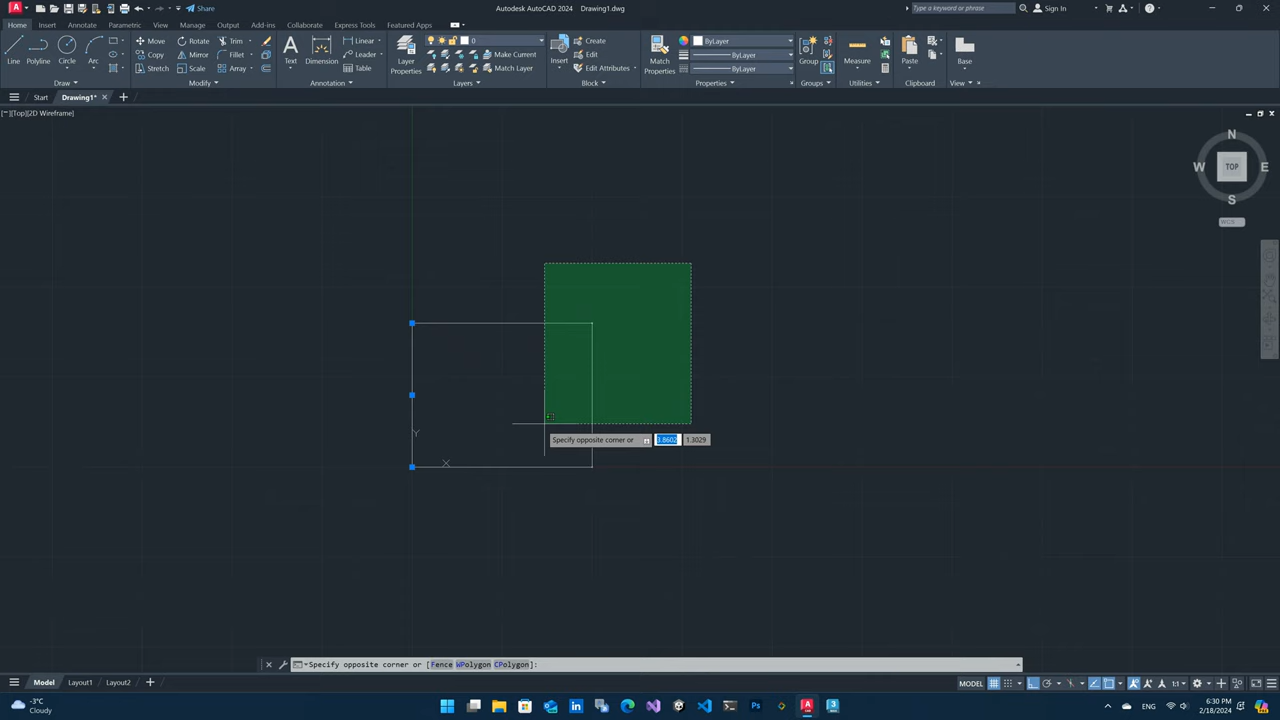 Share
Autodesk AutoCAD 2024 Drawing1.dwg
Type a keyword or phrase
Sign In
Home Insert Annotate Parametric View Manage Output Add-ins Collaborate Express Tools Featured Apps
Line Polyline Circle Arc
Move Rotate Trim
Copy Mirror Fillet
Stretch Scale Array
Text Dimension
Linear
Leader
Table
Layer
Properties
0
Make Current
Match Layer
Insert
Create
Edit
Edit Attributes
Match
Properties
ByLayer
ByLayer
ByLayer
Group
Measure
Paste
Base
Draw Modify Annotation Layers Block Properties Groups Utilities Clipboard View
Start Drawing1*
[−][Top][2D Wireframe]
N
W TOP E
S
WCS
Y
X
Specify opposite corner or 3.8602 1.3029
Specify opposite corner or [Fence WPolygon CPolygon]:
Model Layout1 Layout2
MODEL 1:1
-3°C
Cloudy
ENG
6:30 PM
2/18/2024